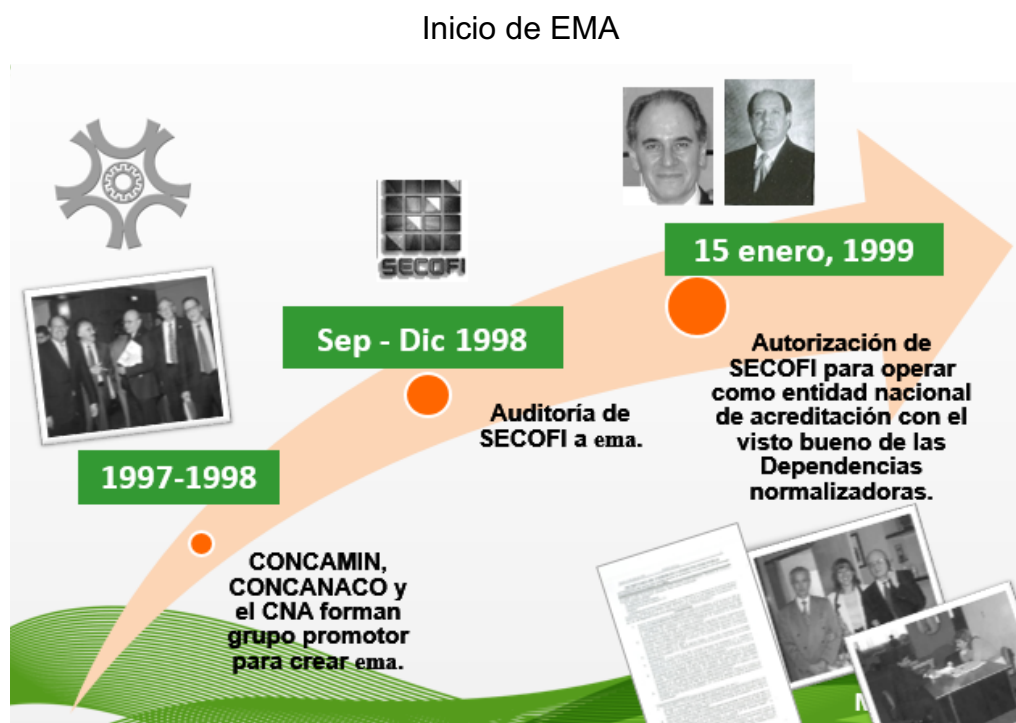 Inicio de EMA
SECOFI
15 enero, 1999
Sep - Dic 1998
Autorización de
SECOFI para operar
como entidad nacional
de acreditación con el
visto bueno de las
Dependencias
normalizadoras.
Auditoría de
SECOFI a ema.
1997-1998
CONCAMIN,
CONCANACO y
el CNA forman
grupo promotor
para crear ema.